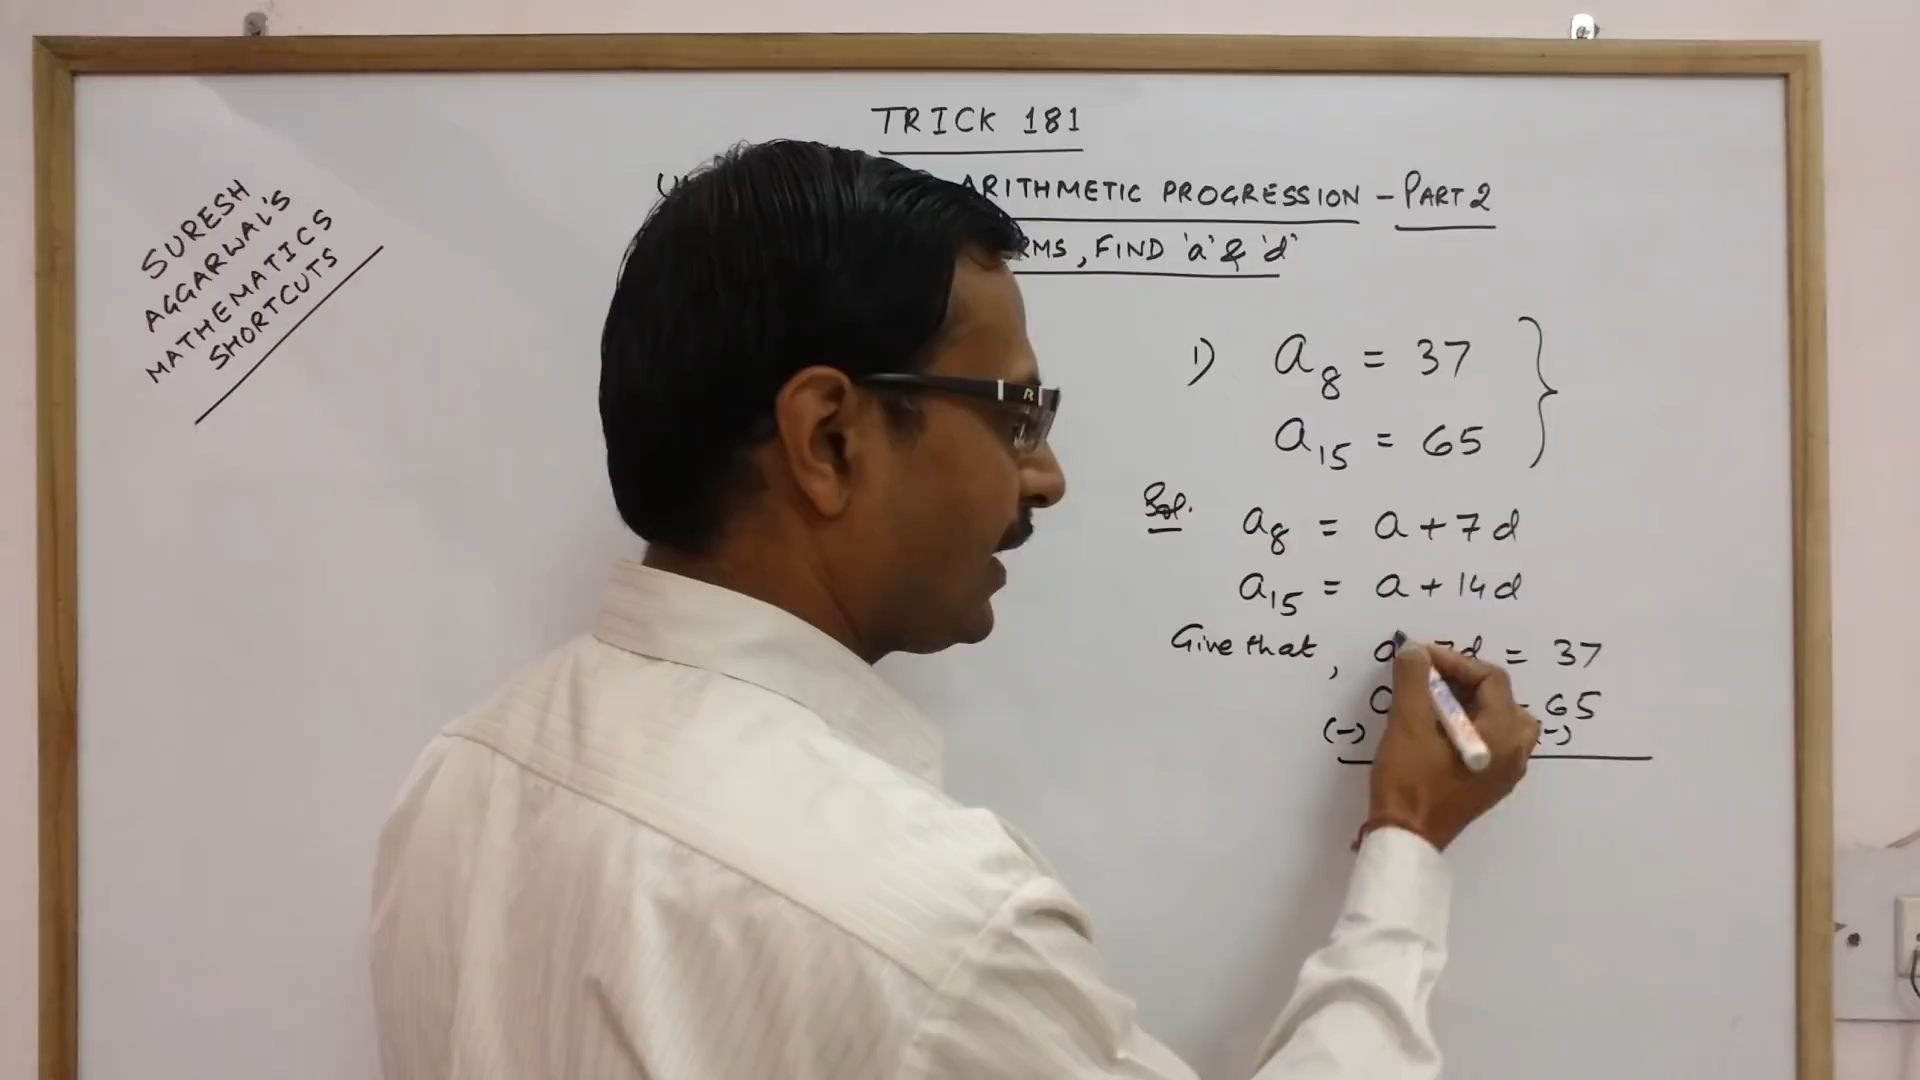 TRICK 181
ARITHMETIC PROGRESSION - PART 2
FIND 'a' & 'd'
SURESH
AGGARWAL'S
MATHEMATICS
SHORTCUTS
1) a8 = 37
a15 = 65
Sol. a8 = a + 7d
a15 = a + 14d
Give that, a 7d = 37
65
(-) (-)